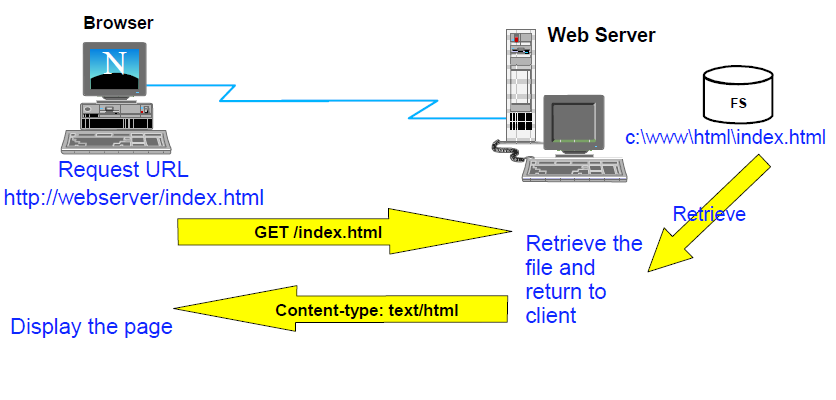 Browser
Web Server
N
FS
c:\www\html\index.html
Request URL
http://webserver/index.html
Retrieve
GET /index.html
Retrieve the
file and
return to
client
Content-type: text/html
Display the page